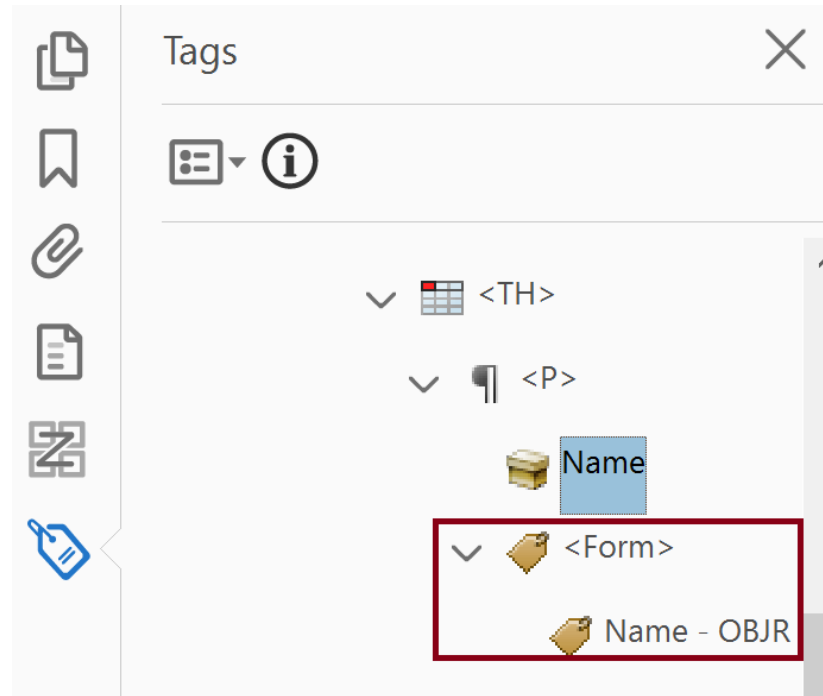 Tags
<TH>
<P>
Name
<Form>
Name - OBJR